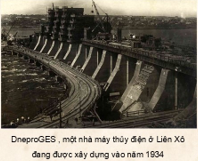 DneproGES , một nhà máy thủy điện ở Liên Xô
đang được xây dựng vào năm 1934